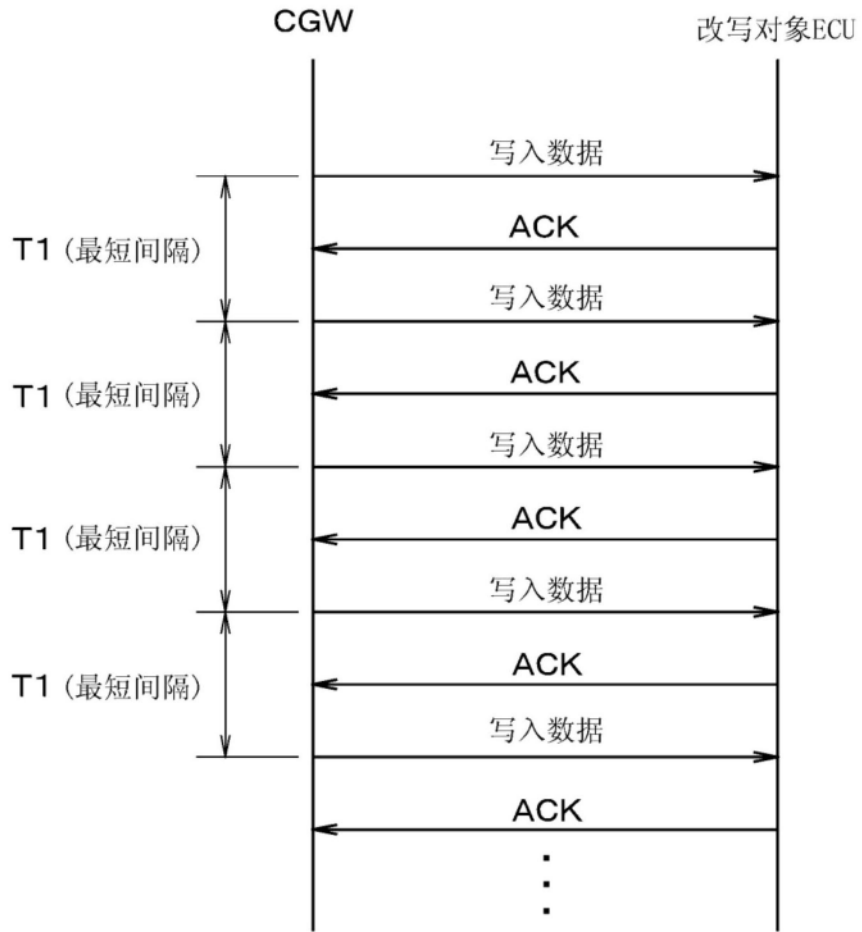 CGW
改写对象ECU
写入数据
ACK
T1 (最短间隔)
写入数据
ACK
T1 (最短间隔)
写入数据
ACK
T1 (最短间隔)
写入数据
ACK
T1 (最短间隔)
写入数据
ACK